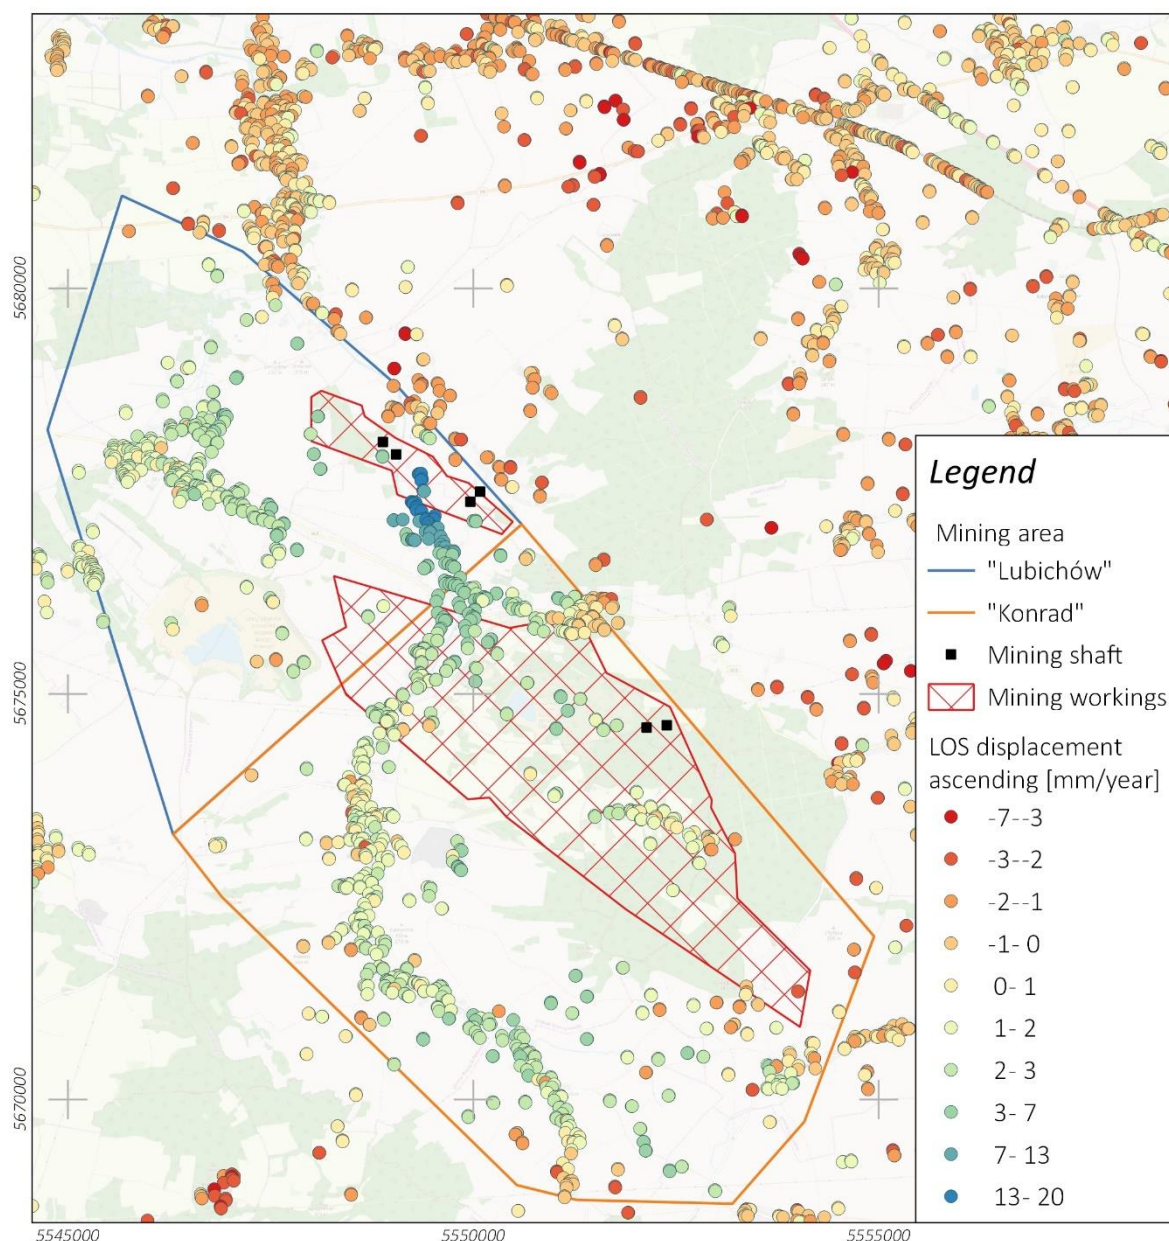 5680000
5675000
5670000
5545000
5550000
5555000
Legend
Mining area
"Lubichów"
"Konrad"
Mining shaft
Mining workings
LOS displacement
ascending [mm/year]
-7--3
-3--2
-2--1
-1- 0
0- 1
1- 2
2- 3
3- 7
7- 13
13- 20